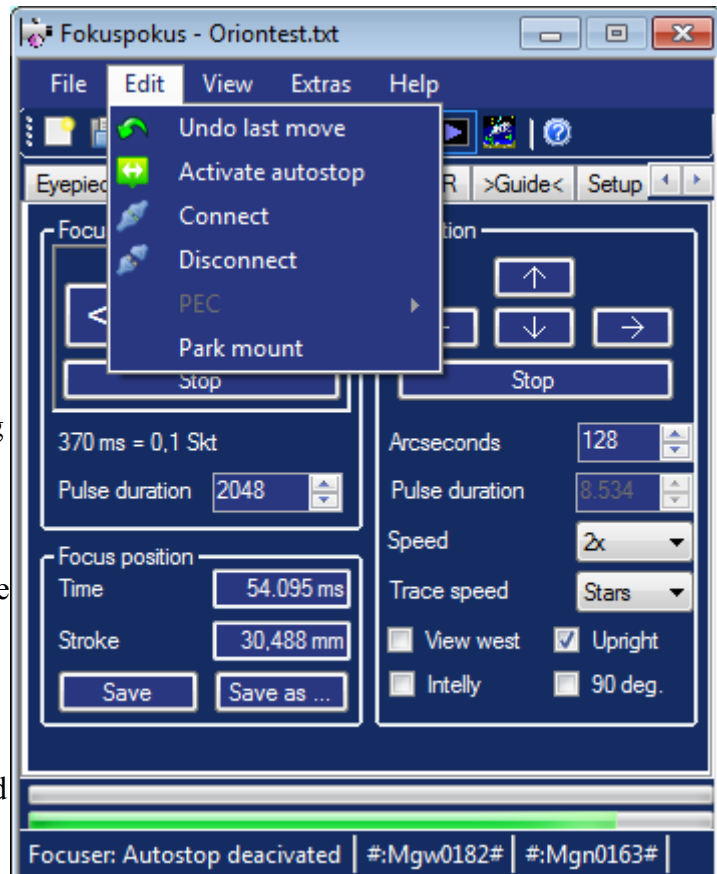 Fokuspokus - Oriontest.txt
File Edit View Extras Help
Undo last move
Activate autostop
Connect
Disconnect
PEC
Park mount
R >Guide< Setup
Stop
Stop
370 ms = 0,1 Skt
Pulse duration 2048
Focus position
Time 54.095 ms
Stroke 30,488 mm
Save Save as ...
Arcseconds 128
Pulse duration 8.534
Speed 2x
Trace speed Stars
View west Upright
Intelly 90 deg.
Focuser: Autostop deacivated #:Mgw0182# #:Mgn0163#